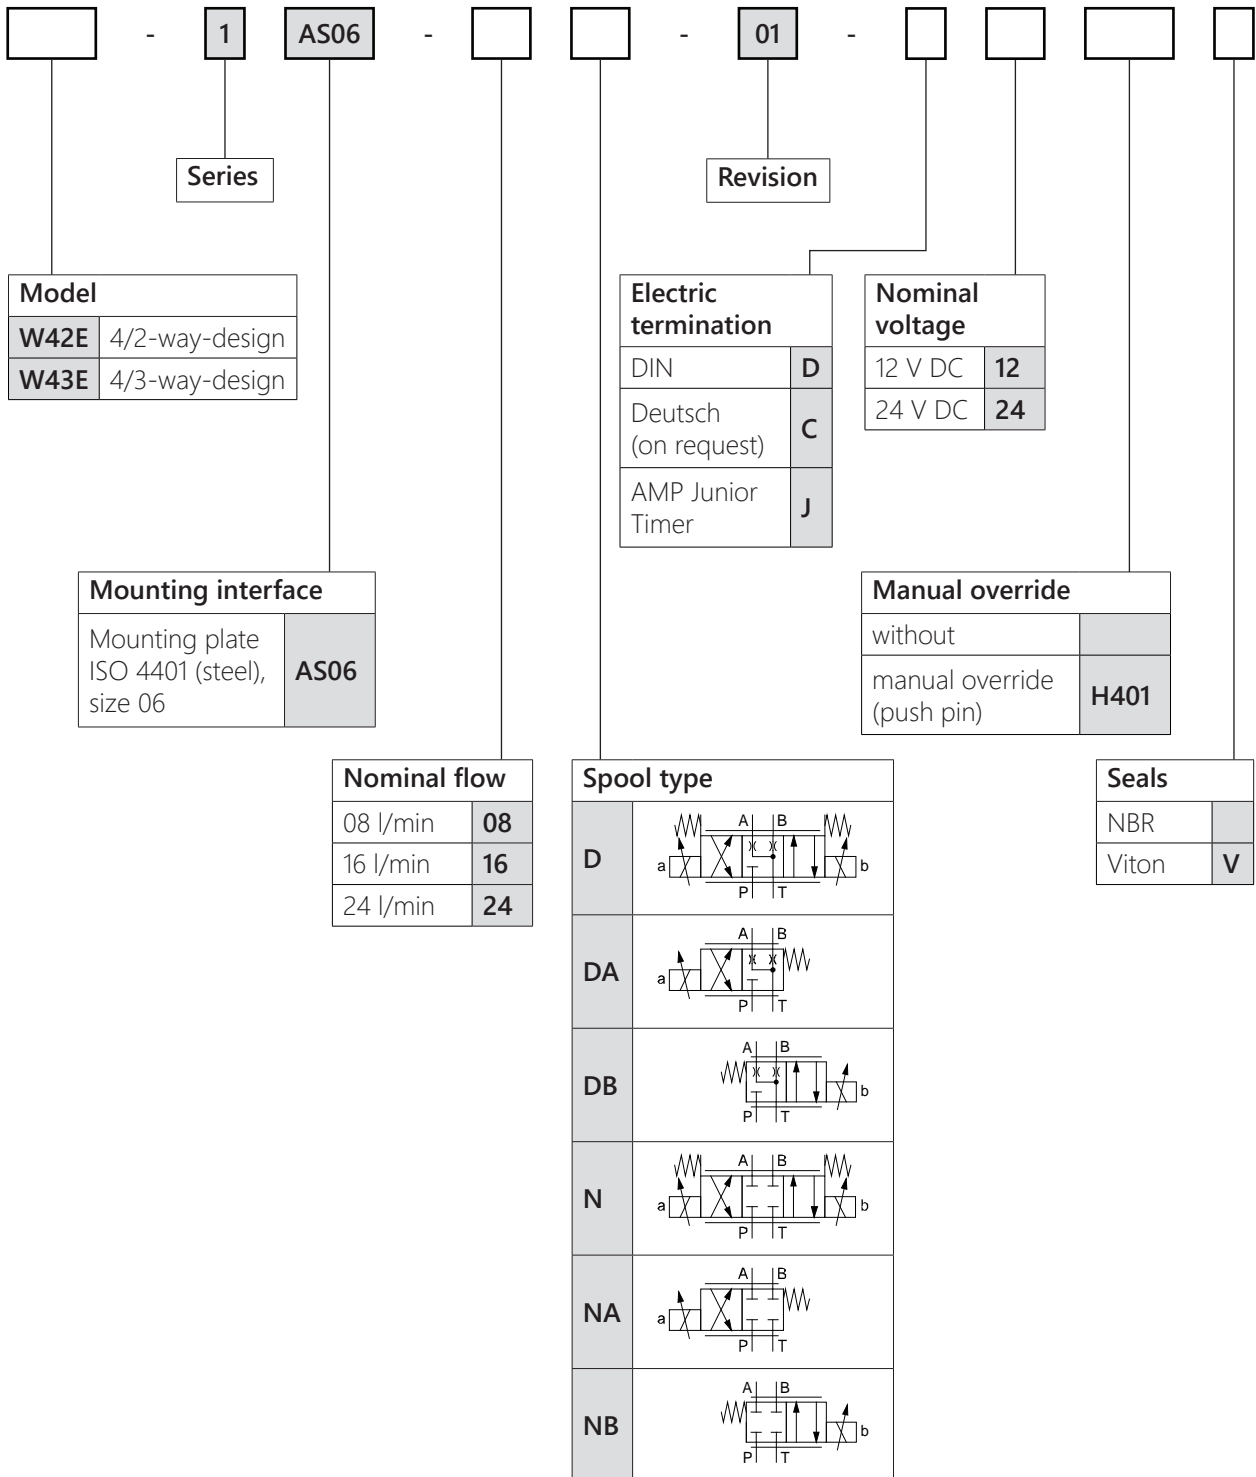 - 1 AS06 - - 01 -
Series
Revision
Model
W42E 4/2-way-design
W43E 4/3-way-design
Electric
termination
DIN D
Deutsch
(on request) C
AMP Junior
Timer J
Nominal
voltage
12 V DC 12
24 V DC 24
Mounting interface
Mounting plate
ISO 4401 (steel), AS06
size 06
Manual override
without
manual override
(push pin) H401
Nominal flow
08 l/min 08
16 l/min 16
24 l/min 24
Spool type
A B
D a b
P T
A B
DA a
P T
A B
DB b
P T
A B
N a b
P T
A B
NA a
P T
A B
NB b
P T
Seals
NBR
Viton V